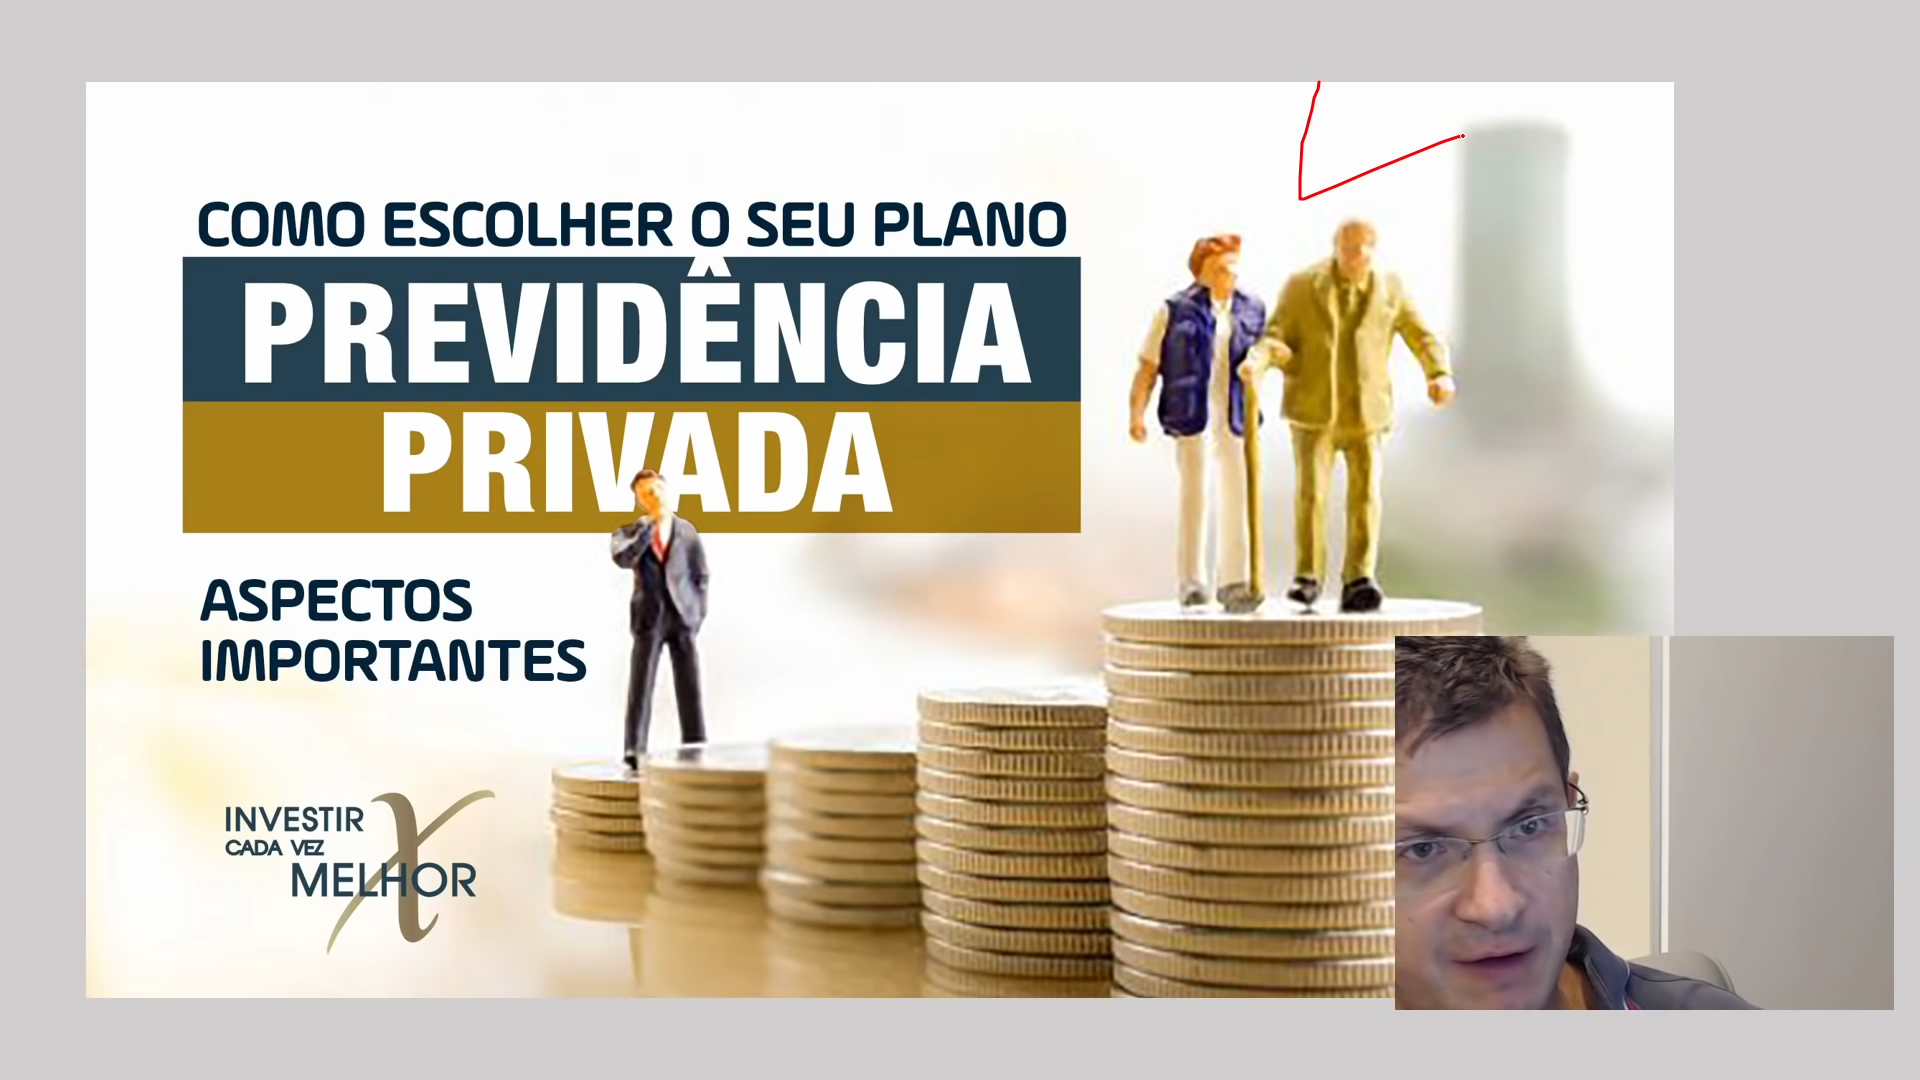 COMO ESCOLHER O SEU PLANO
PREVIDÊNCIA
PRIVADA
ASPECTOS
IMPORTANTES
INVESTIR
CADA VEZ
MELHOR